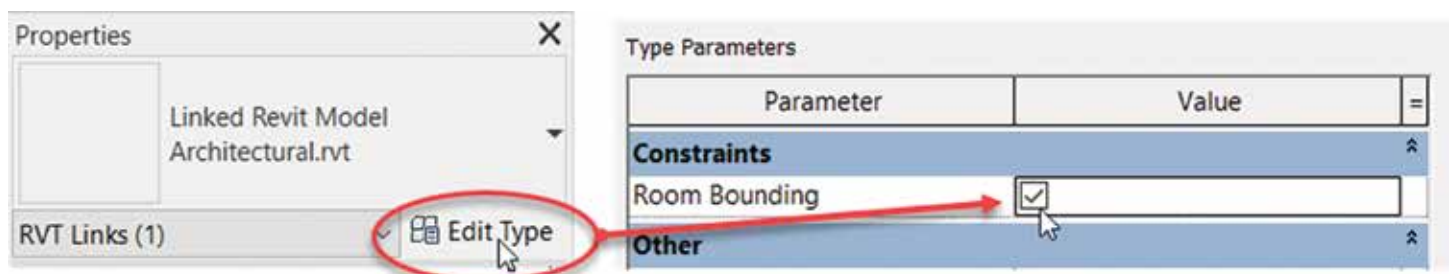 Properties
Linked Revit Model
Architectural.rvt
RVT Links (1)
Edit Type
Type Parameters
Parameter Value =
Constraints
Room Bounding
Other